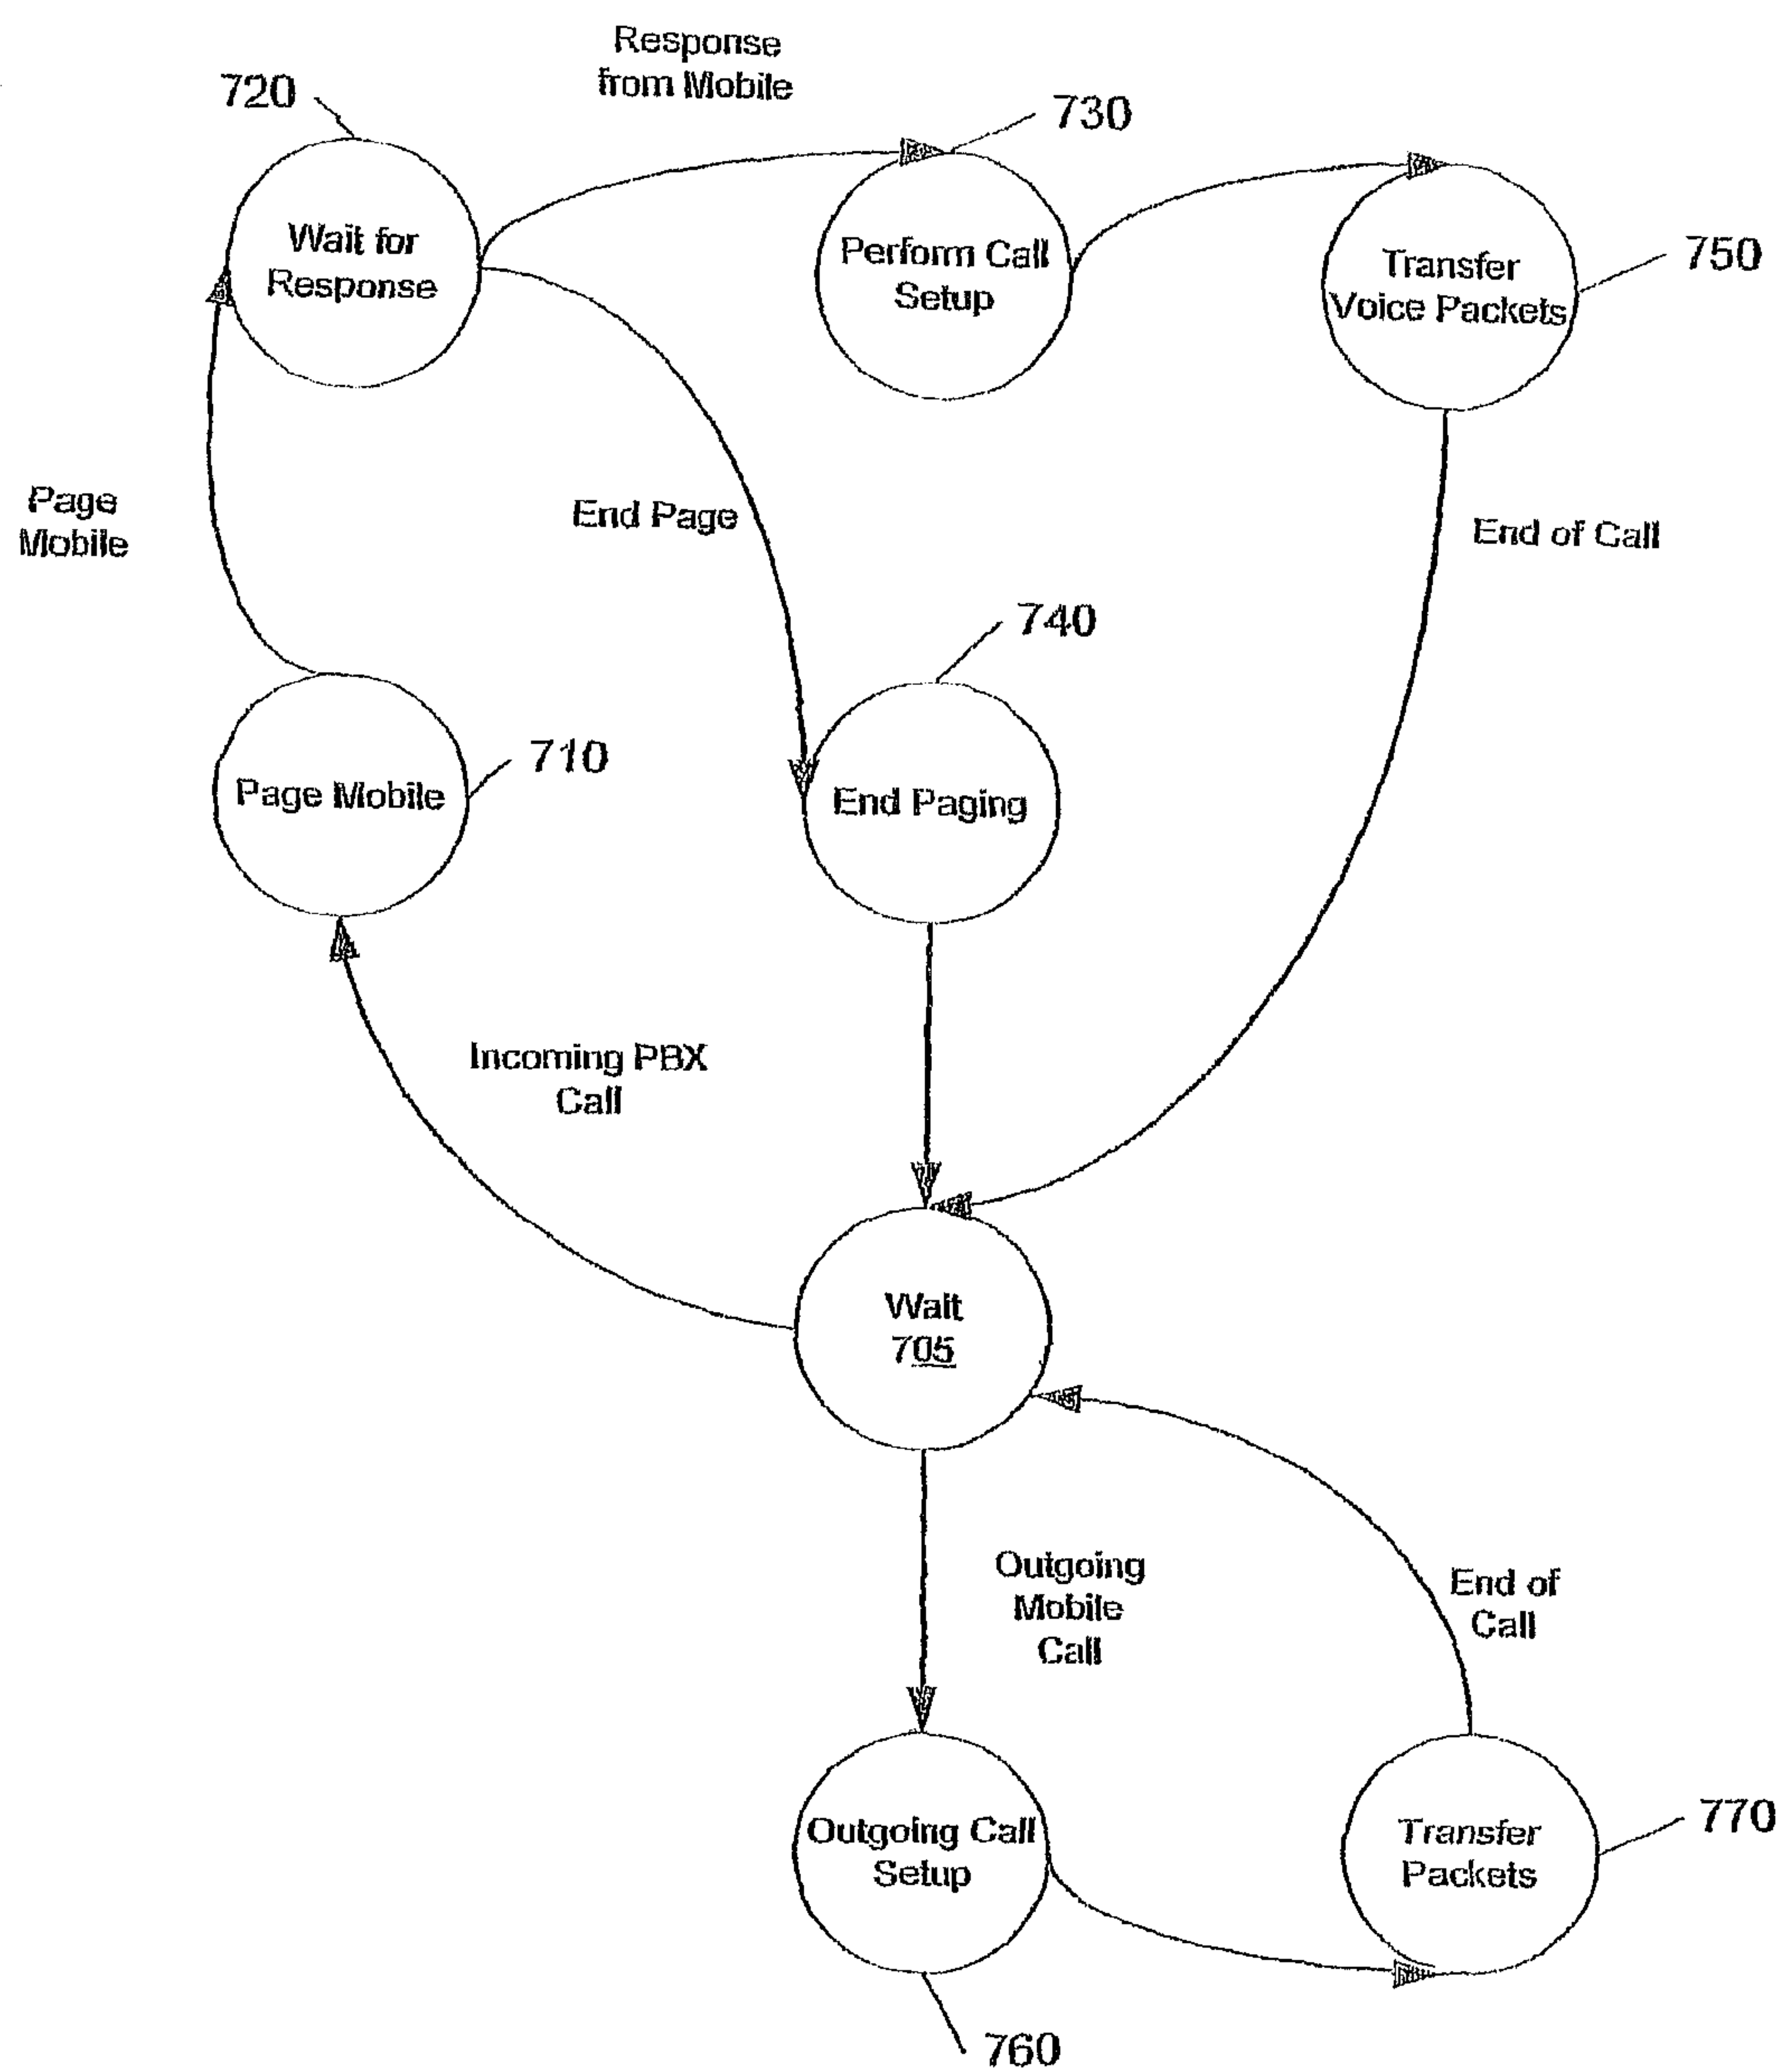 Response
from Mobile
720
730
Wait for
Response
Perform Call
Setup
Transfer
Voice Packets
750
Page
Mobile
End Page
End of Call
740
Page Mobile
710
End Paging
Incoming PBX
Call
Wait
705
Outgoing
Mobile
Call
End of
Call
Outgoing Call
Setup
Transfer
Packets
770
760